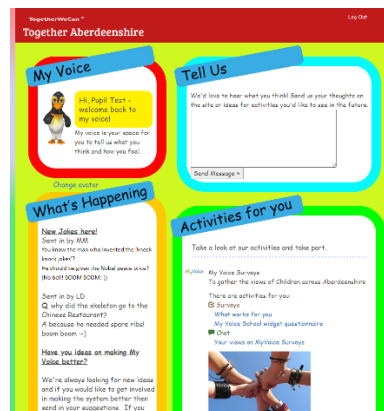 TogetherWeCan
Log Out
Together Aberdeenshire
My Voice
Hi, Pupil Test -
welcome back to
my voice!
My voice is your space for
you to tell us what you
think and how you feel.
Change avatar
Tell Us
We'd love to hear what you think! Send us your thoughts on
the site or ideas for activities you'd like to see in the future.
Send Message »
What's Happening
New Jokes here!
Sent in by MM
You know the man who invented the 'knock
knock joke'?
He should be given the Nobel peace prize?
(No bell! BOOM BOOM: ))
Sent in by LD
Q why did the skeleton go to the
Chinese Restaurant?
A because he needed spare ribs!
boom boom :-)
Have you ideas on making My
Voice better?
We're always looking for new ideas
and if you would like to get involved
in making the system better then
send in your suggestions. If you
Activities for you
Take a look at our activities and take part.
MyVoice
My Voice Surveys
To gather the views of Children across Aberdeenshire
There are activities for you
Surveys
What works for you
My Voice School widget questionnaire
Chat
Your views on MyVoice Surveys